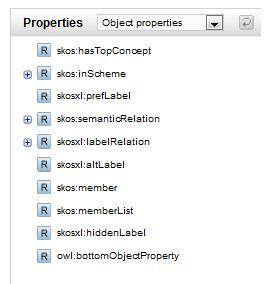 Properties Object properties
R skos:hasTopConcept
R skos:inScheme
R skosxl:prefLabel
R skos:semanticRelation
R skosxl:labelRelation
R skosxl:altLabel
R skos:member
R skos:memberList
R skosxl:hiddenLabel
R owl:bottomObjectProperty